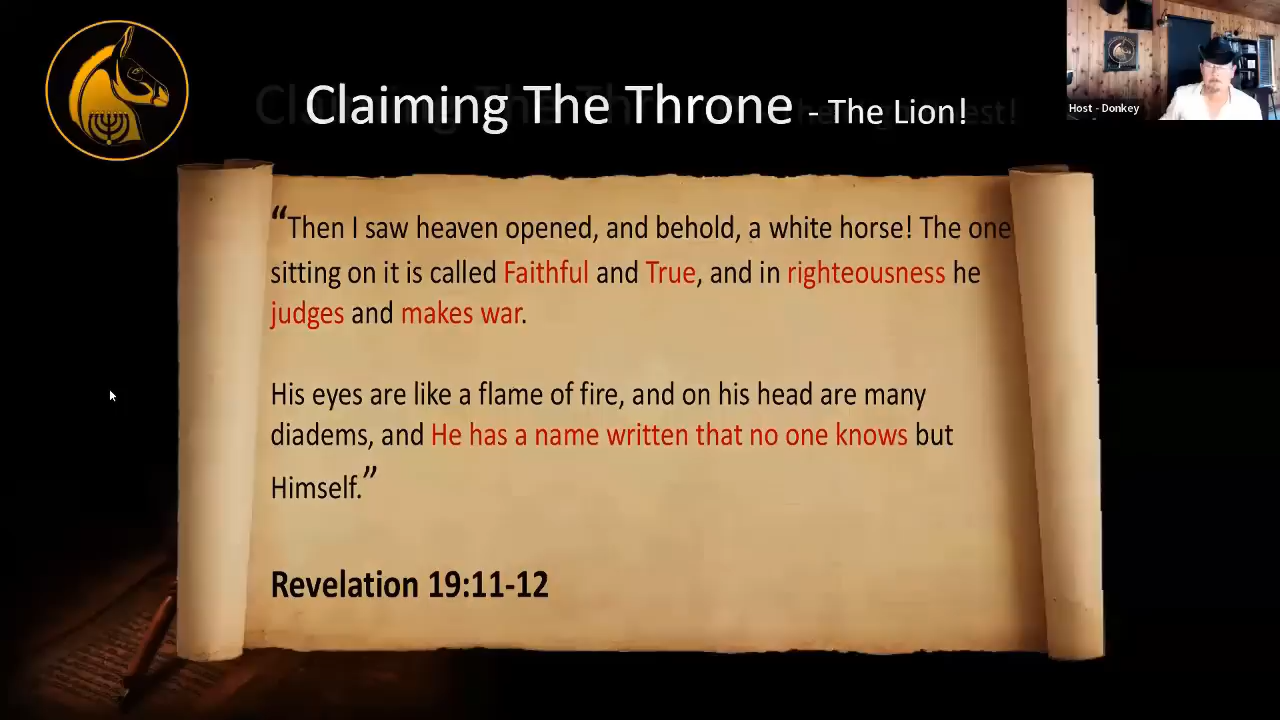 Claiming The Throne - The Lion!
Host - Donkey
“Then I saw heaven opened, and behold, a white horse! The one
sitting on it is called Faithful and True, and in righteousness he
judges and makes war.
His eyes are like a flame of fire, and on his head are many
diadems, and He has a name written that no one knows but
Himself.”
Revelation 19:11-12